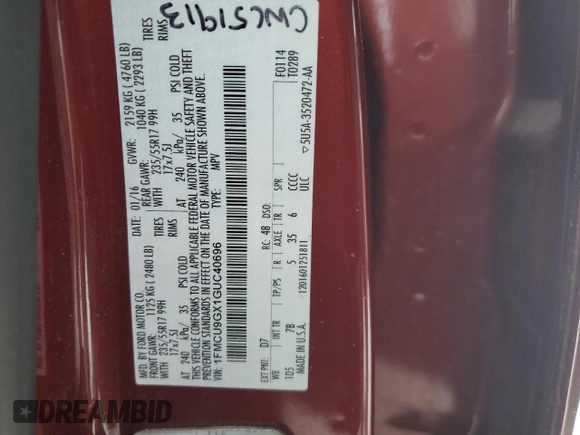 CWC51913
MFD. BY FORD MOTOR CO.
DATE: 01/16 GVWR: 2159 KG ( 4760 LB)
FRONT GAWR: 1125 KG ( 2480 LB) REAR GAWR: 1040 KG ( 2293 LB)
WITH 235/55R17 99H TIRES WITH 235/55R17 99H TIRES
17x7.5J RIMS 17x7.5J RIMS
AT 240 kPa/ 35 PSI COLD AT 240 kPa/ 35 PSI COLD
THIS VEHICLE CONFORMS TO ALL APPLICABLE FEDERAL MOTOR VEHICLE SAFETY AND THEFT
PREVENTION STANDARDS IN EFFECT ON THE DATE OF MANUFACTURE SHOWN ABOVE.
VIN: 1FMCU9GX1GUC40696
TYPE: MPV
F0114
T0289
EXT PNT: D7 RC: 48 DSO:
WB INT TR TP/PS R AXLE TR SPR
105 7B 5 35 6 CCCC
MADE IN U.S.A. ULC
1201601251811
5U5A-3520472-AA
DREAMBID